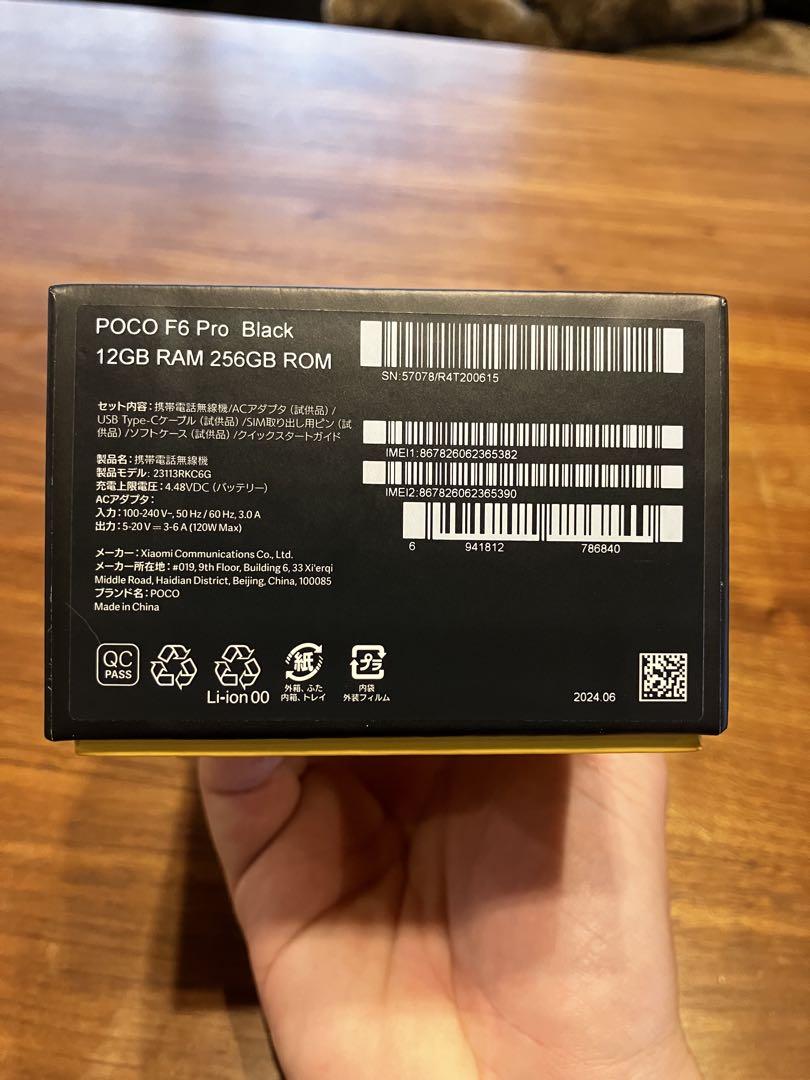 POCO F6 Pro Black
12GB RAM 256GB ROM
SN:57078/R4T200615
セット内容：携帯電話無線機/ACアダプタ（試供品）/
USB Type-Cケーブル（試供品）/SIM取り出し用ピン（試
供品）/ソフトケース（試供品）/クイックスタートガイド
IMEI1:867826062365382
IMEI2:867826062365390
6 941812 786840
製品名：携帯電話無線機
製品モデル: 23113RKC6G
充電上限電圧：4.48VDC（バッテリー）
ACアダプタ：
入力：100-240 V~, 50 Hz / 60 Hz, 3.0 A
出力：5-20 V ⎓ 3-6 A (120W Max)
メーカー：Xiaomi Communications Co., Ltd.
メーカー所在地：#019, 9th Floor, Building 6, 33 Xi'erqi
Middle Road, Haidian District, Beijing, China, 100085
ブランド名：POCO
Made in China
QC
PASS
Li-ion 00
紙
外箱、ふた
内箱、トレイ
プラ
内袋
外装フィルム
2024.06